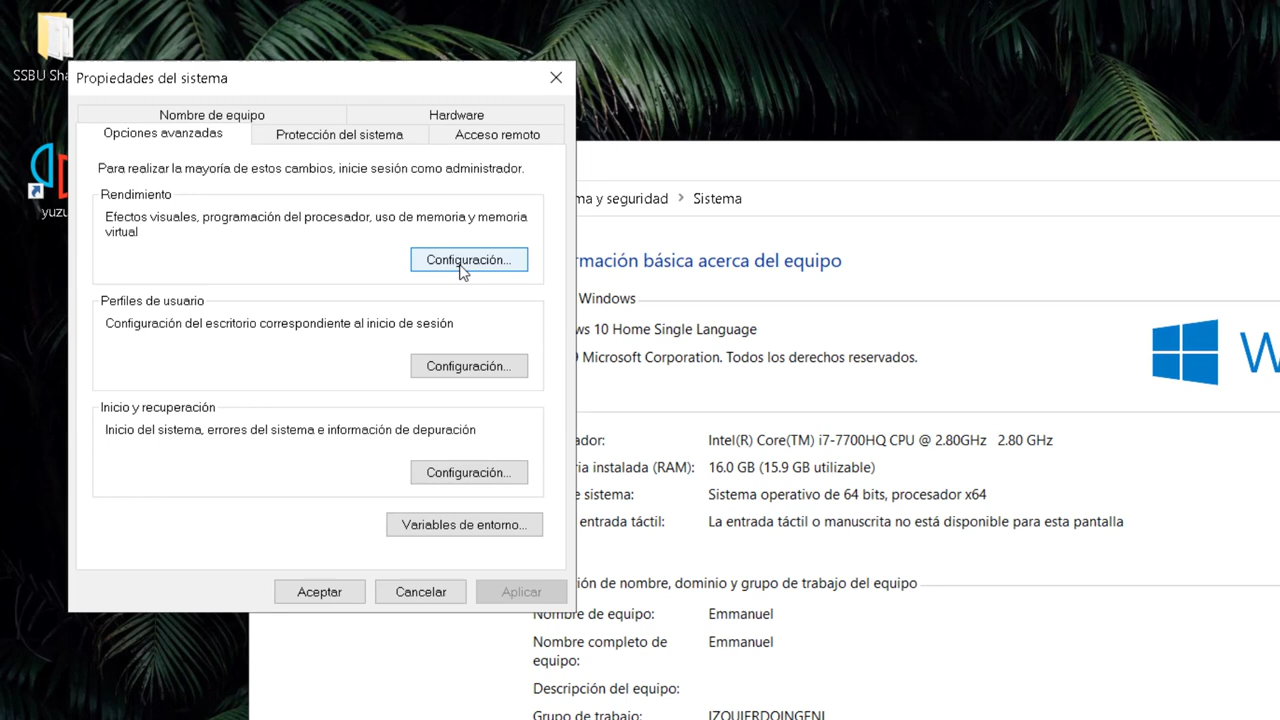 SSBU Sha
yuzu
Propiedades del sistema
Nombre de equipo
Hardware
Opciones avanzadas
Protección del sistema
Acceso remoto
Para realizar la mayoría de estos cambios, inicie sesión como administrador.
Rendimiento
Efectos visuales, programación del procesador, uso de memoria y memoria
virtual
Configuración...
Perfiles de usuario
Configuración del escritorio correspondiente al inicio de sesión
Configuración...
Inicio y recuperación
Inicio del sistema, errores del sistema e información de depuración
Configuración...
Variables de entorno...
Aceptar
Cancelar
Aplicar
ma y seguridad > Sistema
rmación básica acerca del equipo
Windows
ws 10 Home Single Language
Microsoft Corporation. Todos los derechos reservados.
W
ador: Intel(R) Core(TM) i7-7700HQ CPU @ 2.80GHz 2.80 GHz
ia instalada (RAM): 16.0 GB (15.9 GB utilizable)
e sistema: Sistema operativo de 64 bits, procesador x64
entrada táctil: La entrada táctil o manuscrita no está disponible para esta pantalla
ión de nombre, dominio y grupo de trabajo del equipo
Nombre de equipo: Emmanuel
Nombre completo de Emmanuel
equipo:
Descripción del equipo:
Grupo de trabajo: IZQUIERDOINGENI